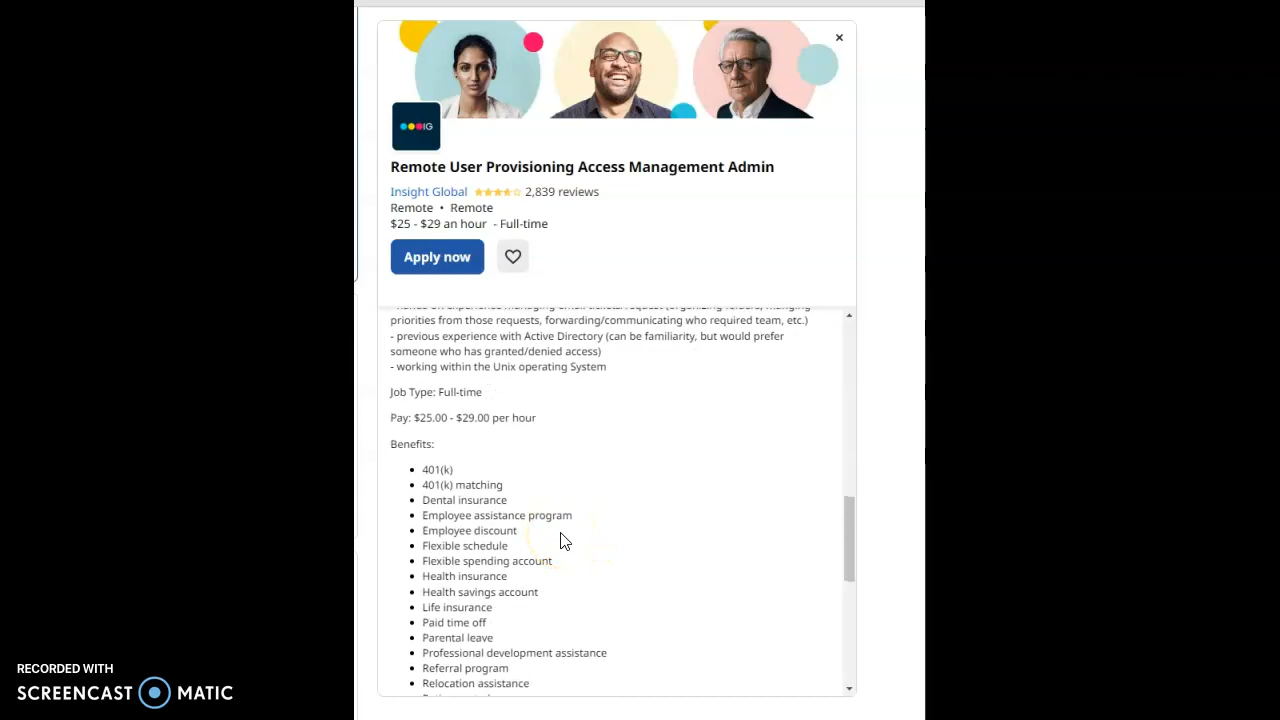 IG
Remote User Provisioning Access Management Admin
Insight Global 2,839 reviews
Remote • Remote
$25 - $29 an hour - Full-time
Apply now
priorities from those requests, forwarding/communicating who required team, etc.)
- previous experience with Active Directory (can be familiarity, but would prefer
someone who has granted/denied access)
- working within the Unix operating System
Job Type: Full-time
Pay: $25.00 - $29.00 per hour
Benefits:
• 401(k)
• 401(k) matching
• Dental insurance
• Employee assistance program
• Employee discount
• Flexible schedule
• Flexible spending account
• Health insurance
• Health savings account
• Life insurance
• Paid time off
• Parental leave
• Professional development assistance
• Referral program
• Relocation assistance
RECORDED WITH
SCREENCAST MATIC